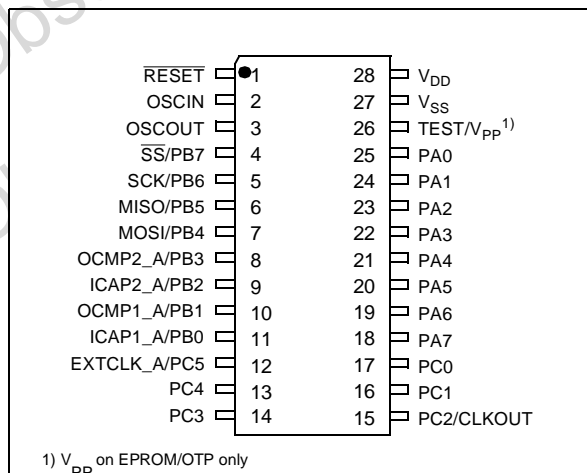 RESET 1 28 VDD
OSCIN 2 27 VSS
OSCOUT 3 26 TEST/VPP1)
SS/PB7 4 25 PA0
SCK/PB6 5 24 PA1
MISO/PB5 6 23 PA2
MOSI/PB4 7 22 PA3
OCMP2_A/PB3 8 21 PA4
ICAP2_A/PB2 9 20 PA5
OCMP1_A/PB1 10 19 PA6
ICAP1_A/PB0 11 18 PA7
EXTCLK_A/PC5 12 17 PC0
PC4 13 16 PC1
PC3 14 15 PC2/CLKOUT
1) VPP on EPROM/OTP only